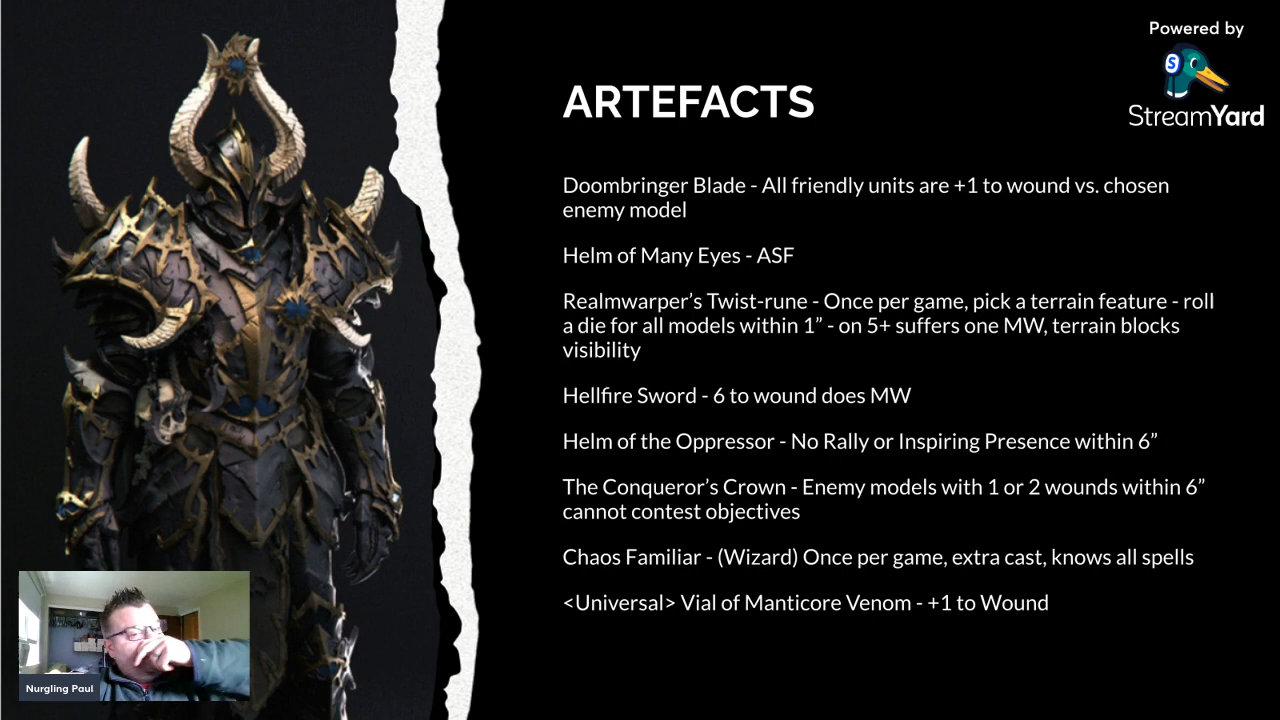 Powered by
S
StreamYard
ARTEFACTS
Doombringer Blade - All friendly units are +1 to wound vs. chosen
enemy model
Helm of Many Eyes - ASF
Realmwarper’s Twist-rune - Once per game, pick a terrain feature - roll
a die for all models within 1” - on 5+ suffers one MW, terrain blocks
visibility
Hellfire Sword - 6 to wound does MW
Helm of the Oppressor - No Rally or Inspiring Presence within 6”
The Conqueror’s Crown - Enemy models with 1 or 2 wounds within 6”
cannot contest objectives
Chaos Familiar - (Wizard) Once per game, extra cast, knows all spells
<Universal> Vial of Manticore Venom - +1 to Wound
Nurgling Paul